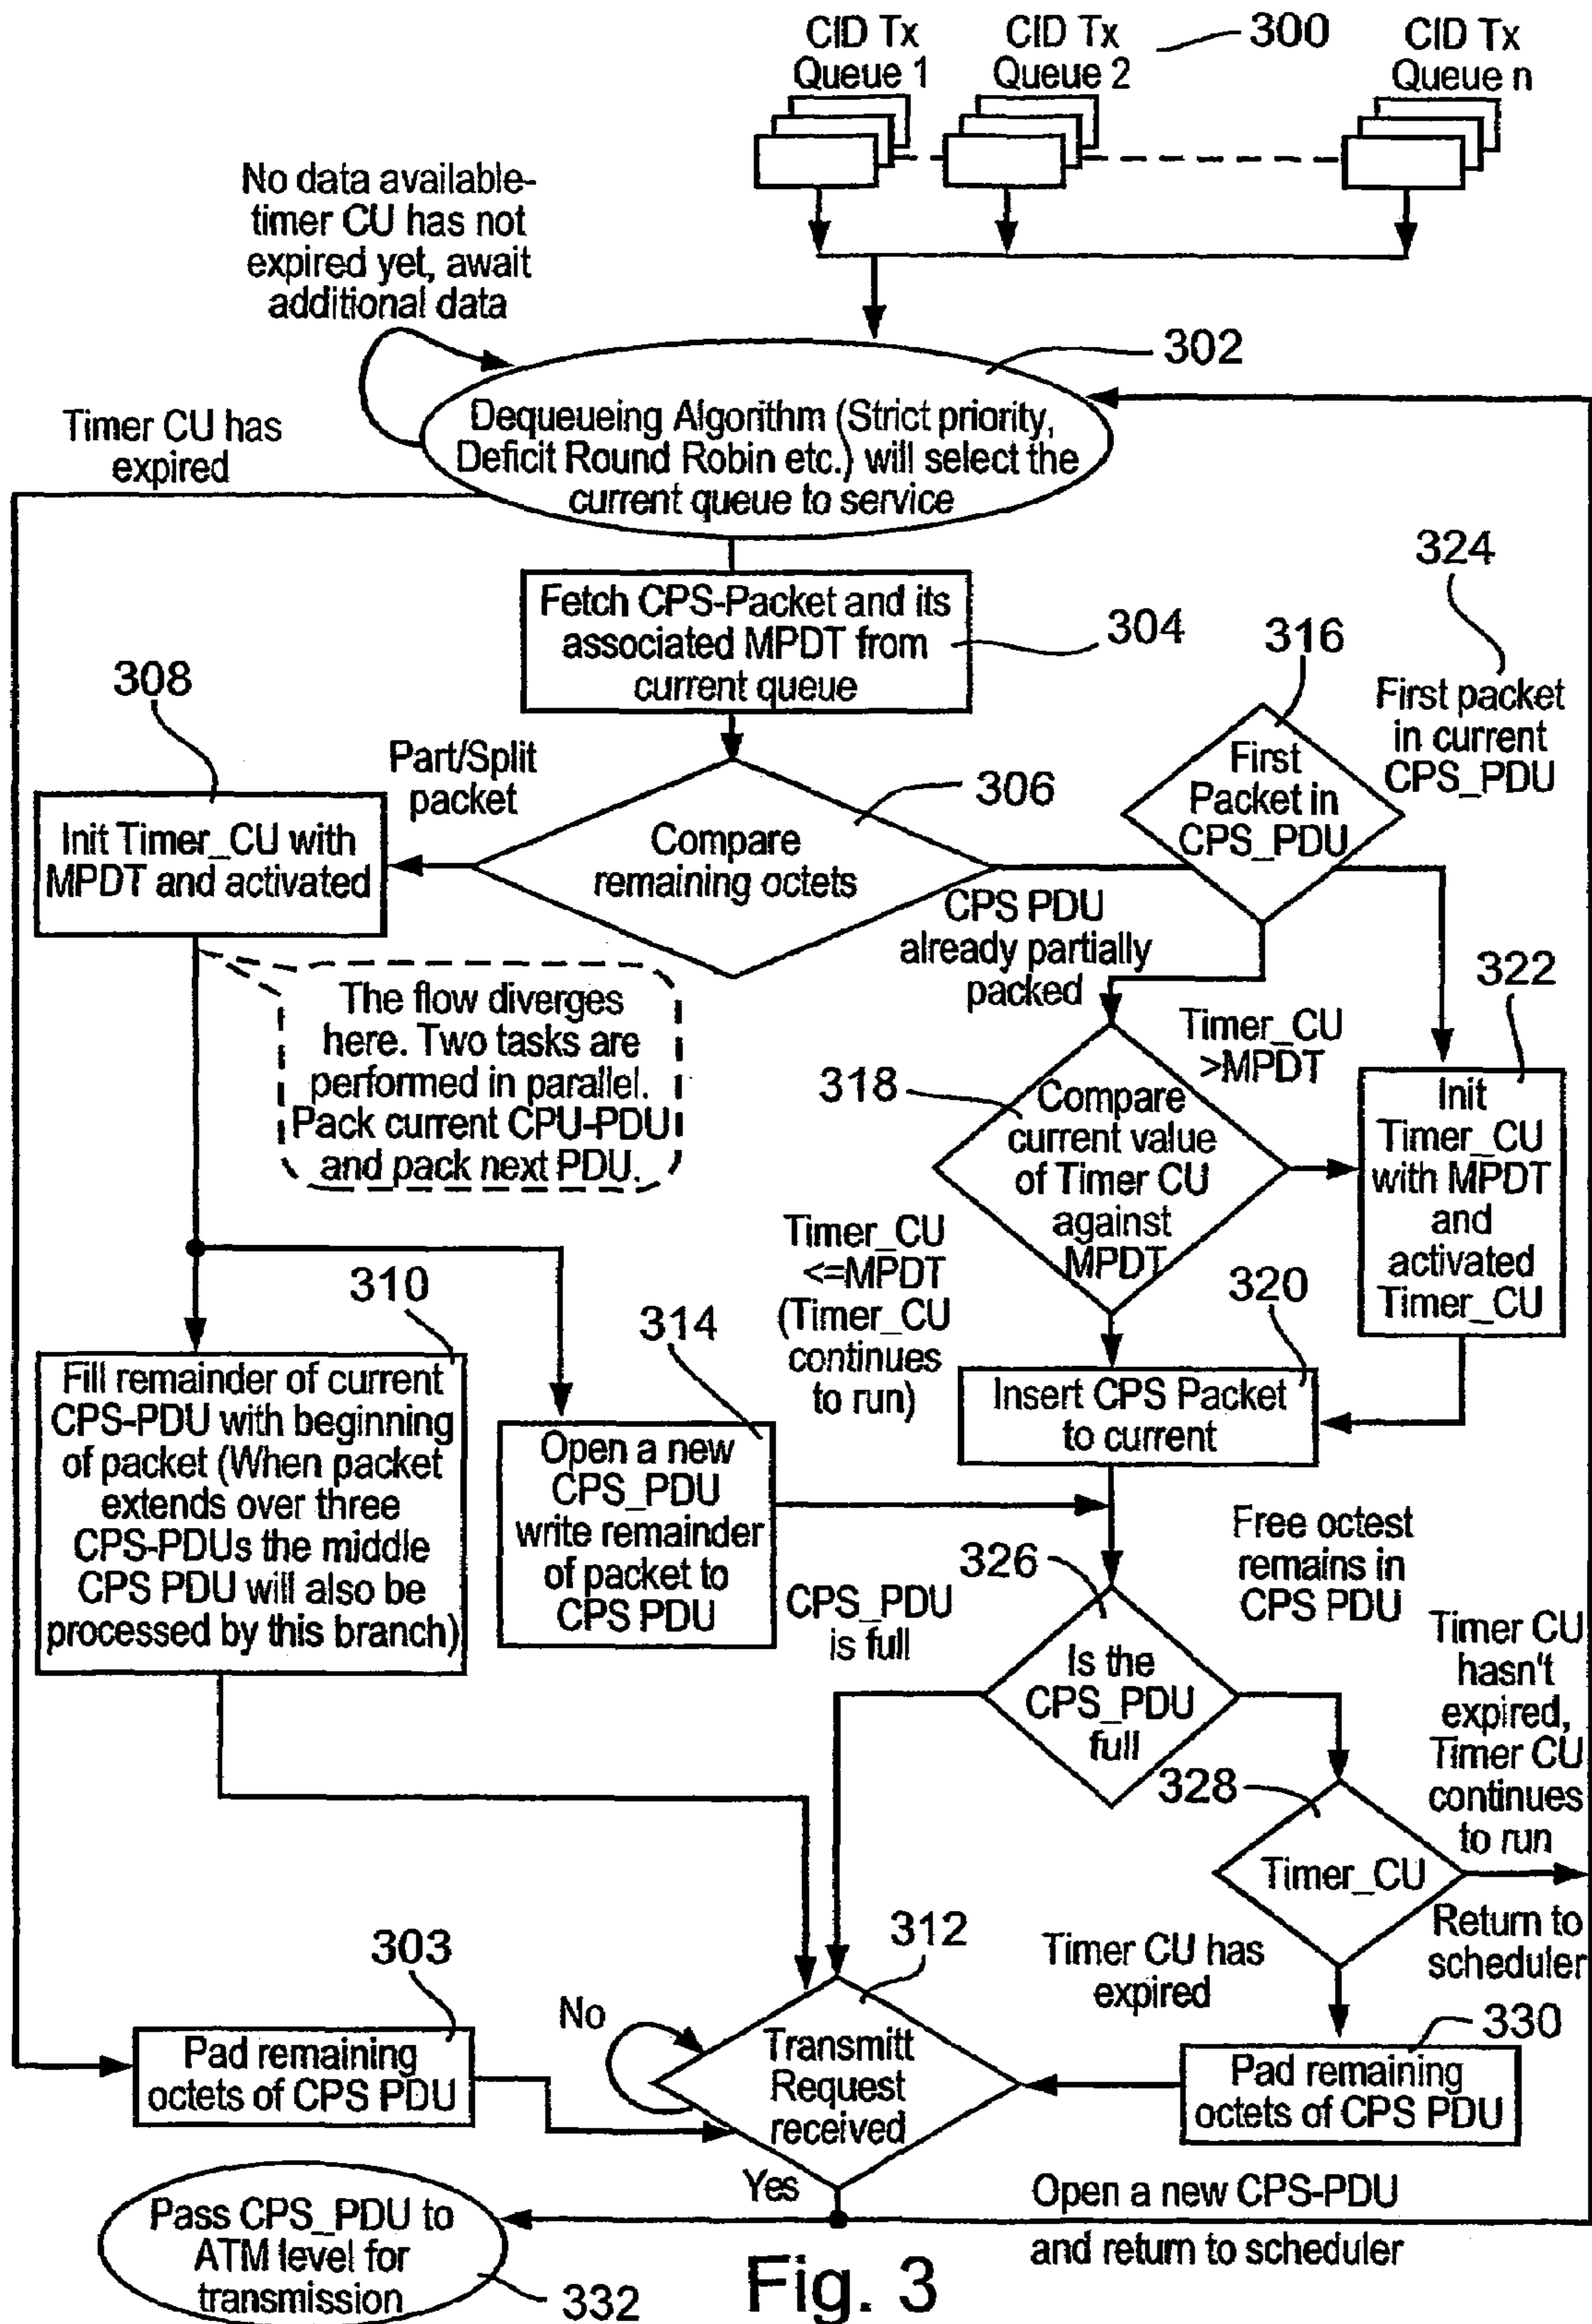 CID Tx
Queue 1
CID Tx
Queue 2
300
CID Tx
Queue n
No data available-
timer CU has not
expired yet, await
additional data
302
Timer CU has
expired
Dequeueing Algorithm (Strict priority,
Deficit Round Robin etc.) will select the
current queue to service
Fetch CPS-Packet and its
associated MPDT from
current queue
304
324
First packet
in current
CPS_PDU
316
First
Packet in
CPS_PDU
308
Part/Split
packet
306
Init Timer_CU with
MPDT and activated
Compare
remaining octets
CPS PDU
already partially
packed
322
The flow diverges
here. Two tasks are
performed in parallel.
Pack current CPU-PDU
and pack next PDU.
318
Timer_CU
>MPDT
Compare
current value
of Timer CU
against
MPDT
Init
Timer_CU
with MPDT
and
activated
Timer_CU
Timer_CU
<=MPDT
(Timer_CU
continues
to run)
320
310
314
Fill remainder of current
CPS-PDU with beginning
of packet (When packet
extends over three
CPS-PDUs the middle
CPS PDU will also be
processed by this branch)
Open a new
CPS_PDU
write remainder
of packet to
CPS PDU
Insert CPS Packet
to current
326
Free octest
remains in
CPS PDU
CPS_PDU
is full
Is the
CPS_PDU
full
Timer CU
hasn't
expired,
Timer CU
continues
to run
328
Timer_CU
Return to
scheduler
Timer CU has
expired
303
312
No
330
Pad remaining
octets of CPS PDU
Transmitt
Request
received
Pad remaining
octets of CPS PDU
Yes
Open a new CPS-PDU
and return to scheduler
Pass CPS_PDU to
ATM level for
transmission
332
Fig. 3